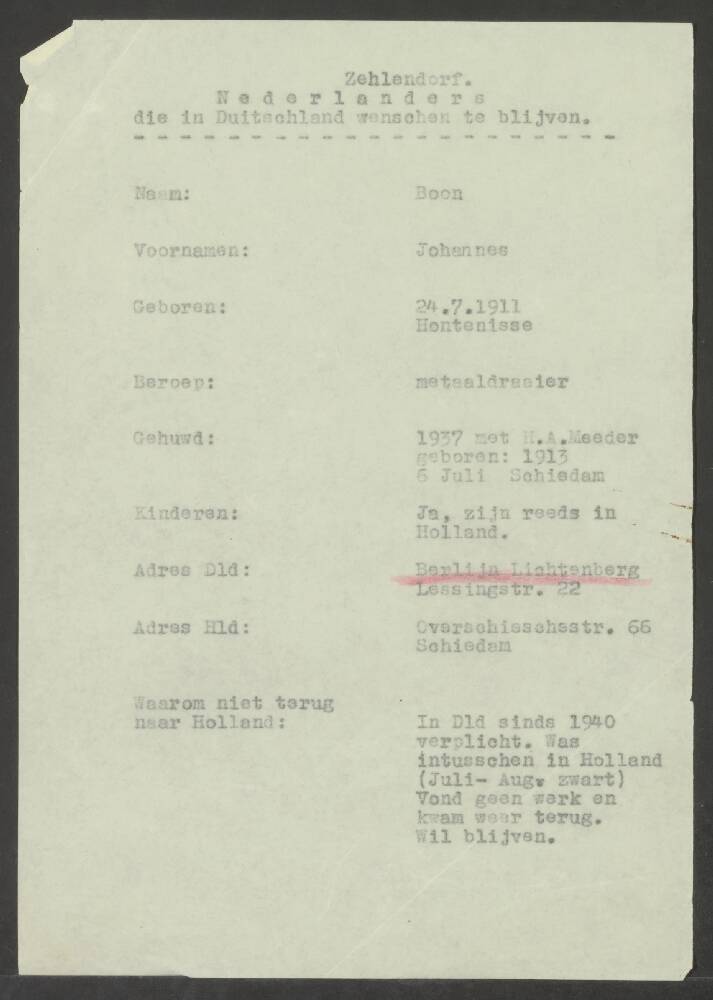 Zehlendorf.
Nederlanders
die in Duitschland wenschen te blijven.
Naam: Boon
Voornamen: Johannes
Geboren: 24.7.1911
Hontenisse
Beroep: metaaldraaier
Gehuwd: 1937 met H.A.Meeder
geboren: 1913
6 Juli Schiedam
Kinderen: Ja, zijn reeds in
Holland.
Adres Dld: Berlijn Lichtenberg
Lessingstr. 22
Adres Hld: Overschieschestr. 66
Schiedam
Waarom niet terug
naar Holland: In Dld sinds 1940
verplicht. Was
intusschen in Holland
(Juli- Aug. zwart)
Vond geen werk en
kwam weer terug.
Wil blijven.